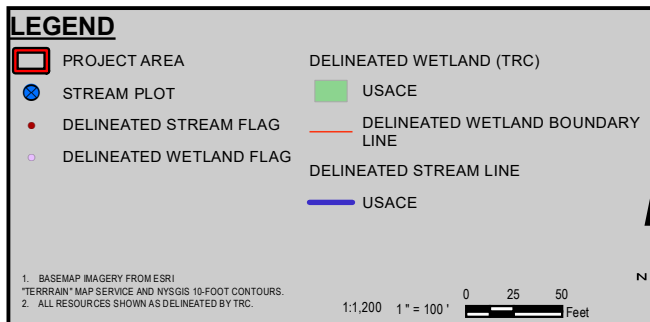 LEGEND
PROJECT AREA
STREAM PLOT
DELINEATED STREAM FLAG
DELINEATED WETLAND FLAG
DELINEATED WETLAND (TRC)
USACE
DELINEATED WETLAND BOUNDARY
LINE
DELINEATED STREAM LINE
USACE
1. BASEMAP IMAGERY FROM ESRI
"TERRRAIN" MAP SERVICE AND NYSGIS 10-FOOT CONTOURS.
2. ALL RESOURCES SHOWN AS DELINEATED BY TRC.
1:1,200 1 " = 100 '
0 25 50
Feet
N